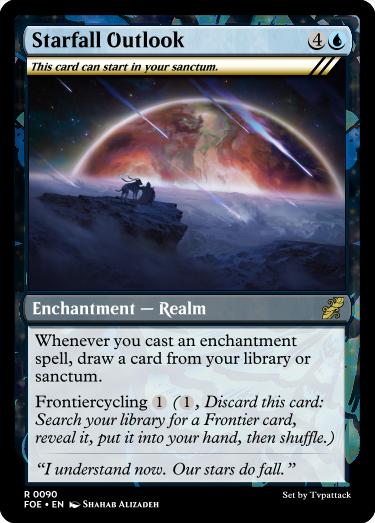 Starfall Outlook 4
This card can start in your sanctum.
Enchantment — Realm
Whenever you cast an enchantment
spell, draw a card from your library or
sanctum.
Frontiercycling 1 (1, Discard this card:
Search your library for a Frontier card,
reveal it, put it into your hand, then shuffle.)
“I understand now. Our stars do fall.”
R 0090
FOE • EN Shahab Alizadeh
Set by Tvpattack